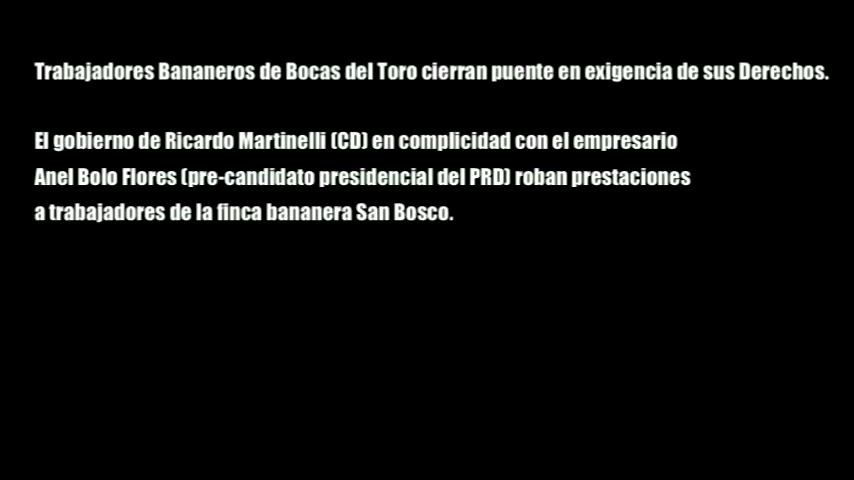 Trabajadores Bananeros de Bocas del Toro cierran puente en exigencia de sus Derechos.
El gobierno de Ricardo Martinelli (CD) en complicidad con el empresario
Anel Bolo Flores (pre-candidato presidencial del PRD) roban prestaciones
a trabajadores de la finca bananera San Bosco.